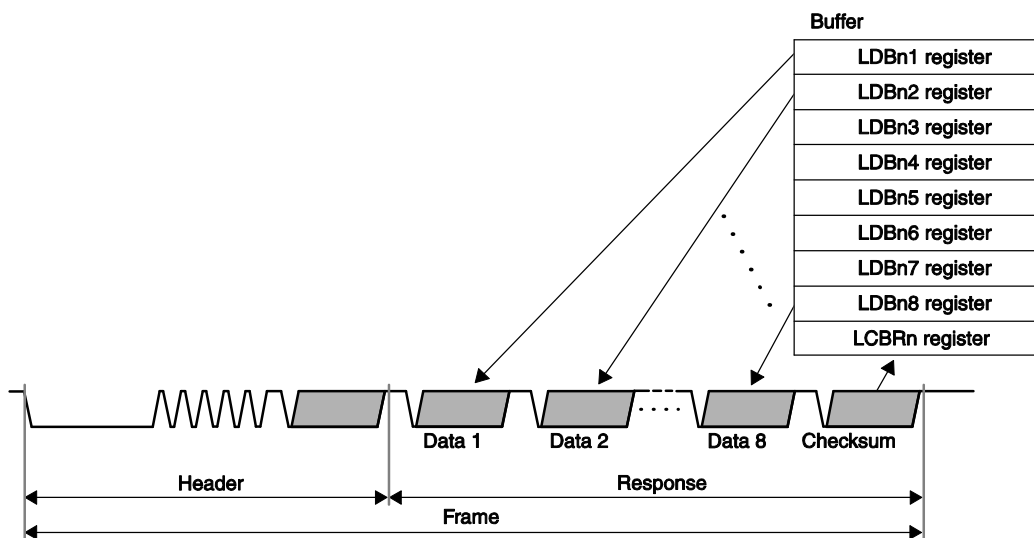 Buffer
LDBn1 register
LDBn2 register
LDBn3 register
LDBn4 register
LDBn5 register
LDBn6 register
LDBn7 register
LDBn8 register
LCBRn register
Data 1 Data 2 Data 8 Checksum
Header Response
Frame